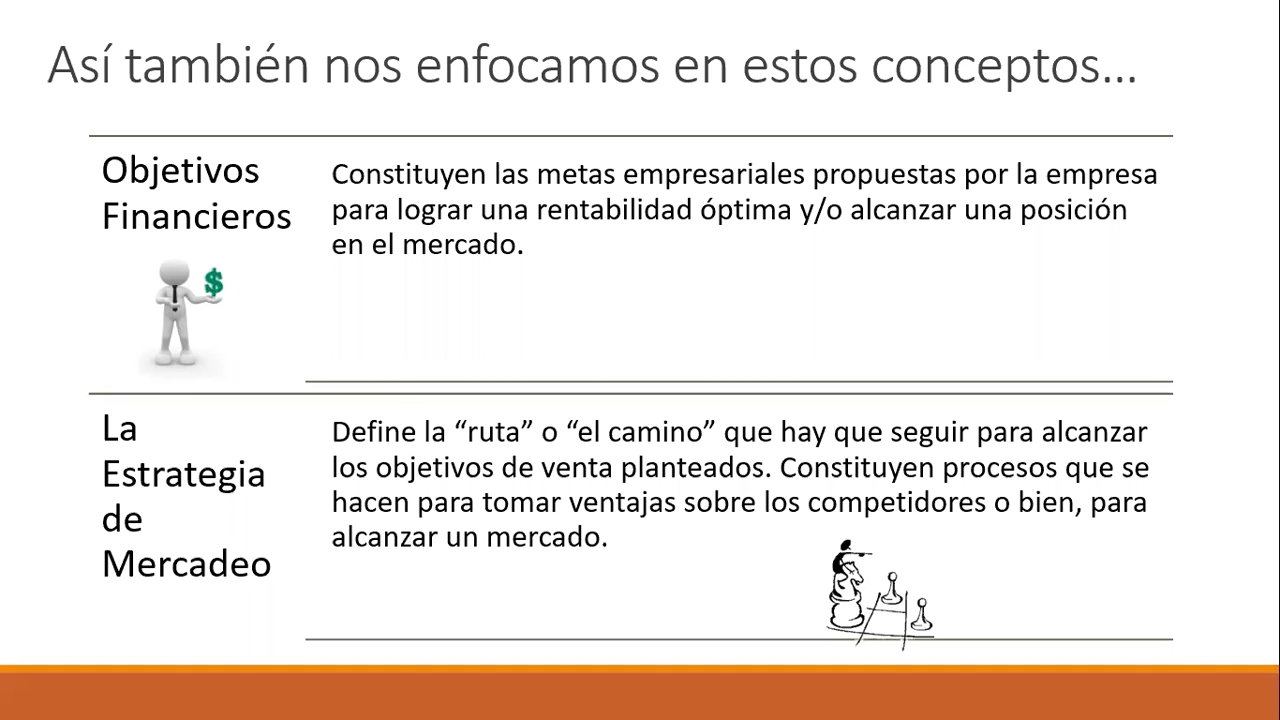 Así también nos enfocamos en estos conceptos...
Objetivos
Financieros
Constituyen las metas empresariales propuestas por la empresa
para lograr una rentabilidad óptima y/o alcanzar una posición
en el mercado.
$
La
Estrategia
de
Mercadeo
Define la “ruta” o “el camino” que hay que seguir para alcanzar
los objetivos de venta planteados. Constituyen procesos que se
hacen para tomar ventajas sobre los competidores o bien, para
alcanzar un mercado.